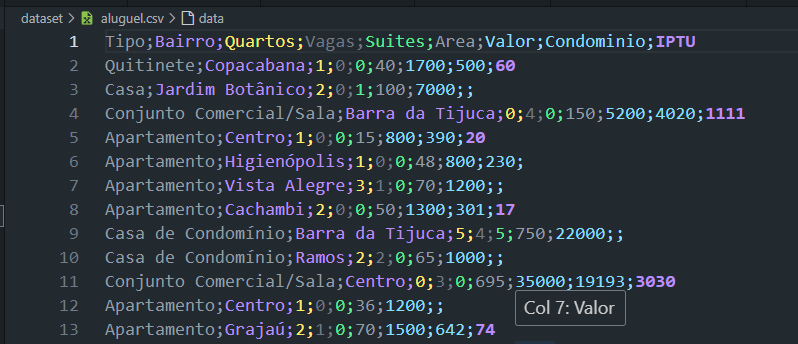 dataset > aluguel.csv > data
1 Tipo;Bairro;Quartos;Vagas;Suites;Area;Valor;Condominio;IPTU
2 Quitinete;Copacabana;1;0;0;40;1700;500;60
3 Casa;Jardim Botânico;2;0;1;100;7000;;
4 Conjunto Comercial/Sala;Barra da Tijuca;0;4;0;150;5200;4020;1111
5 Apartamento;Centro;1;0;0;15;800;390;20
6 Apartamento;Higienópolis;1;0;0;48;800;230;
7 Apartamento;Vista Alegre;3;1;0;70;1200;;
8 Apartamento;Cachambi;2;0;0;50;1300;301;17
9 Casa de Condomínio;Barra da Tijuca;5;4;5;750;22000;;
10 Casa de Condomínio;Ramos;2;2;0;65;1000;;
11 Conjunto Comercial/Sala;Centro;0;3;0;695;35000;19193;3030
12 Apartamento;Centro;1;0;0;36;1200;;
Col 7: Valor
13 Apartamento;Grajaú;2;1;0;70;1500;642;74